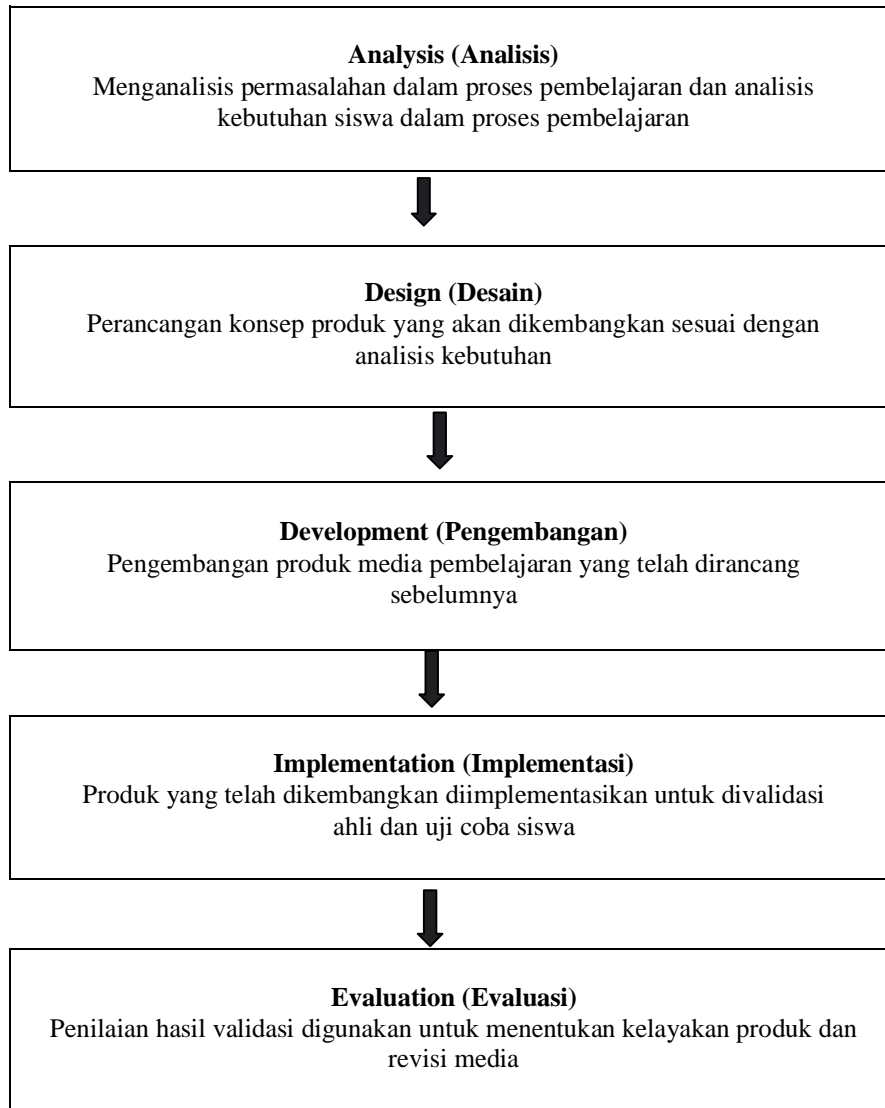 Analysis (Analisis)
Menganalisis permasalahan dalam proses pembelajaran dan analisis
kebutuhan siswa dalam proses pembelajaran
Design (Desain)
Perancangan konsep produk yang akan dikembangkan sesuai dengan
analisis kebutuhan
Development (Pengembangan)
Pengembangan produk media pembelajaran yang telah dirancang
sebelumnya
Implementation (Implementasi)
Produk yang telah dikembangkan diimplementasikan untuk divalidasi
ahli dan uji coba siswa
Evaluation (Evaluasi)
Penilaian hasil validasi digunakan untuk menentukan kelayakan produk dan
revisi media